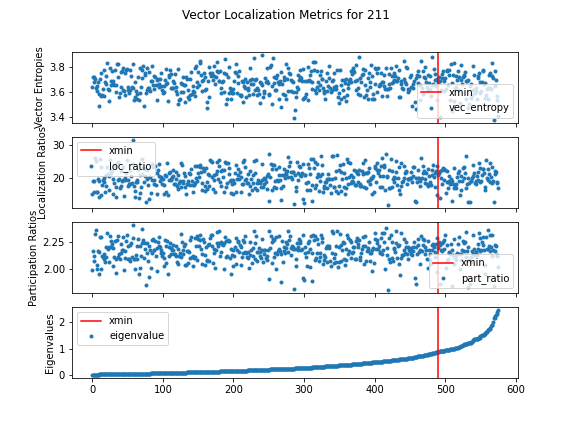 Vector Localization Metrics for 211
Vector Entropies
3.8
3.6
3.4
xmin
vec_entropy
Localization Ratios
30
20
xmin
loc_ratio
Participation Ratios
2.25
2.00
xmin
part_ratio
Eigenvalues
2
1
0
xmin
eigenvalue
0 100 200 300 400 500 600